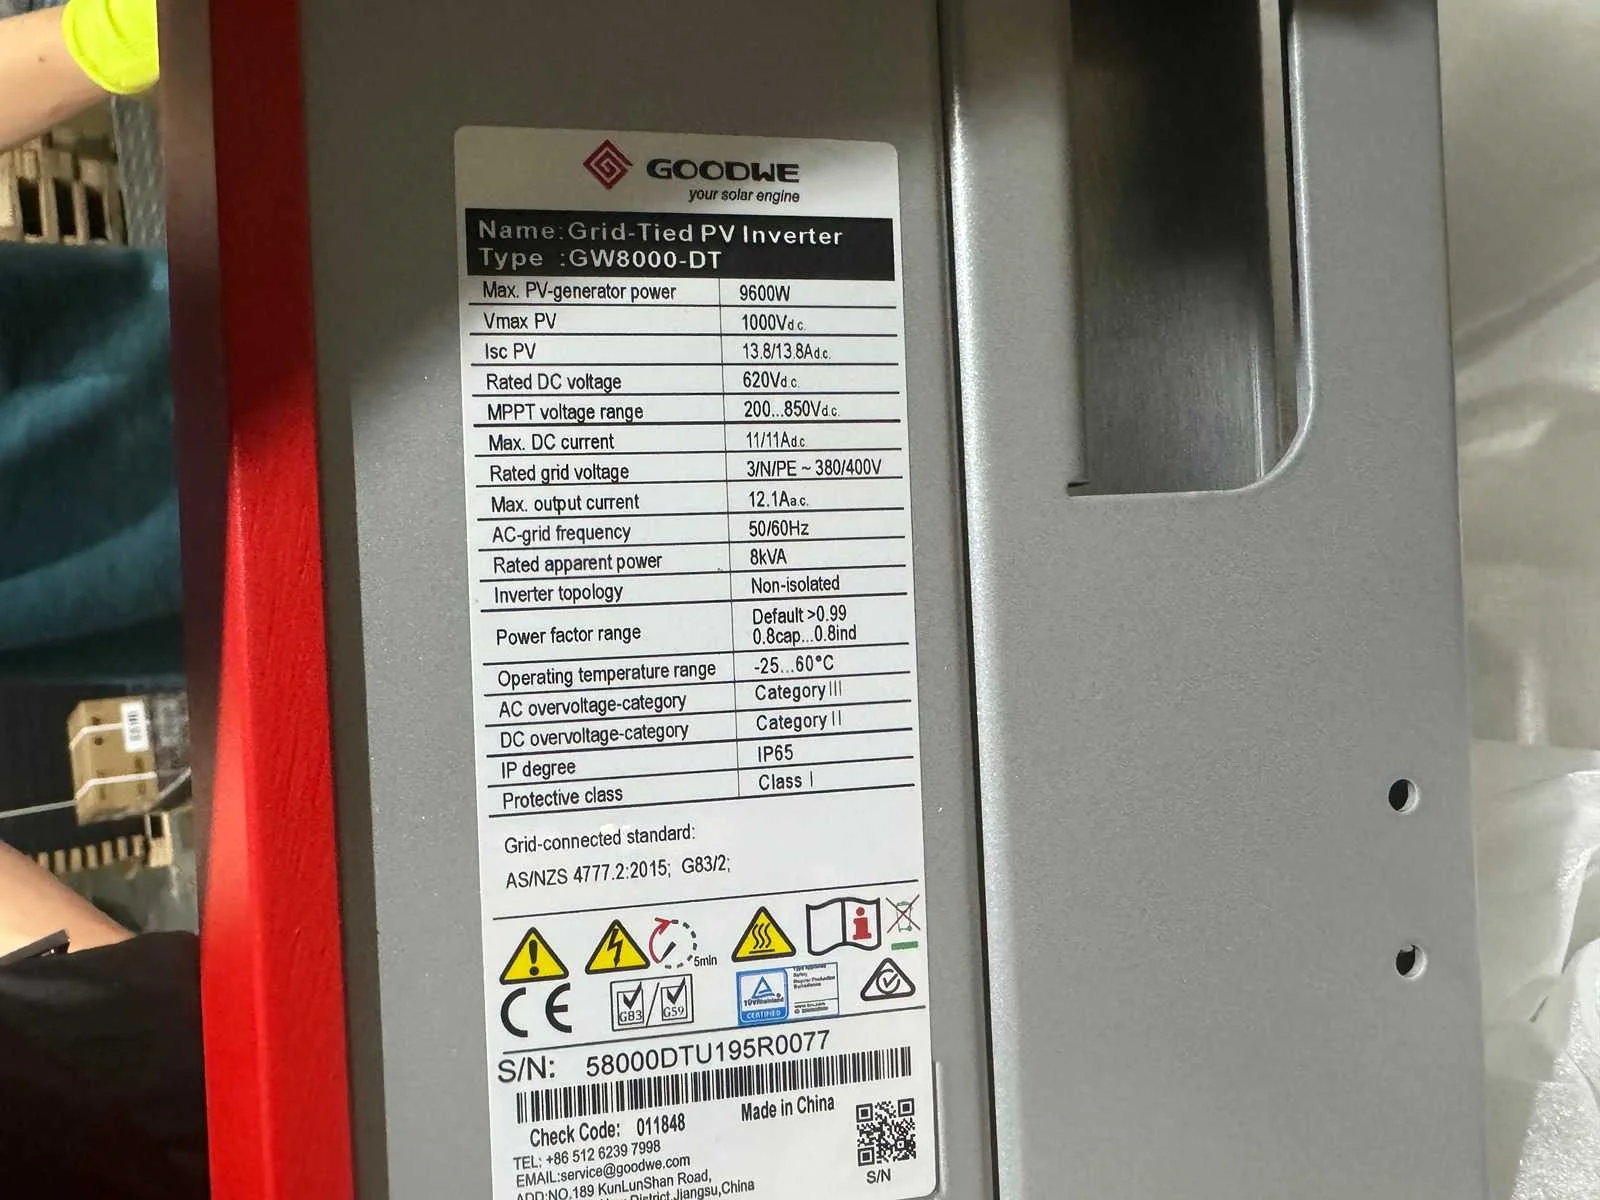 GOODWE
your solar engine
Name:Grid-Tied PV Inverter
Type :GW8000-DT
Max. PV-generator power 9600W
Vmax PV 1000Vd.c.
Isc PV 13.8/13.8Ad.c.
Rated DC voltage 620Vd.c.
MPPT voltage range 200...850Vd.c.
Max. DC current 11/11Ad.c.
Rated grid voltage 3/N/PE ~ 380/400V
Max. output current 12.1Aa.c.
AC-grid frequency 50/60Hz
Rated apparent power 8kVA
Inverter topology Non-isolated
Power factor range Default >0.99
0.8cap...0.8ind
Operating temperature range -25...60°C
AC overvoltage-category Category III
DC overvoltage-category Category II
IP degree IP65
Protective class Class I
Grid-connected standard:
AS/NZS 4777.2:2015; G83/2;
5min
CE G83 / G59
TÜVRheinland
CERTIFIED
Type Approved
Safety
Regular Production
Surveillance
S/N: 58000DTU195R0077
Check Code: 011848 Made in China
TEL: +86 512 6239 7998
EMAIL:service@goodwe.com
ADD:NO.189 KunLunShan Road,
District,Jiangsu,China
S/N